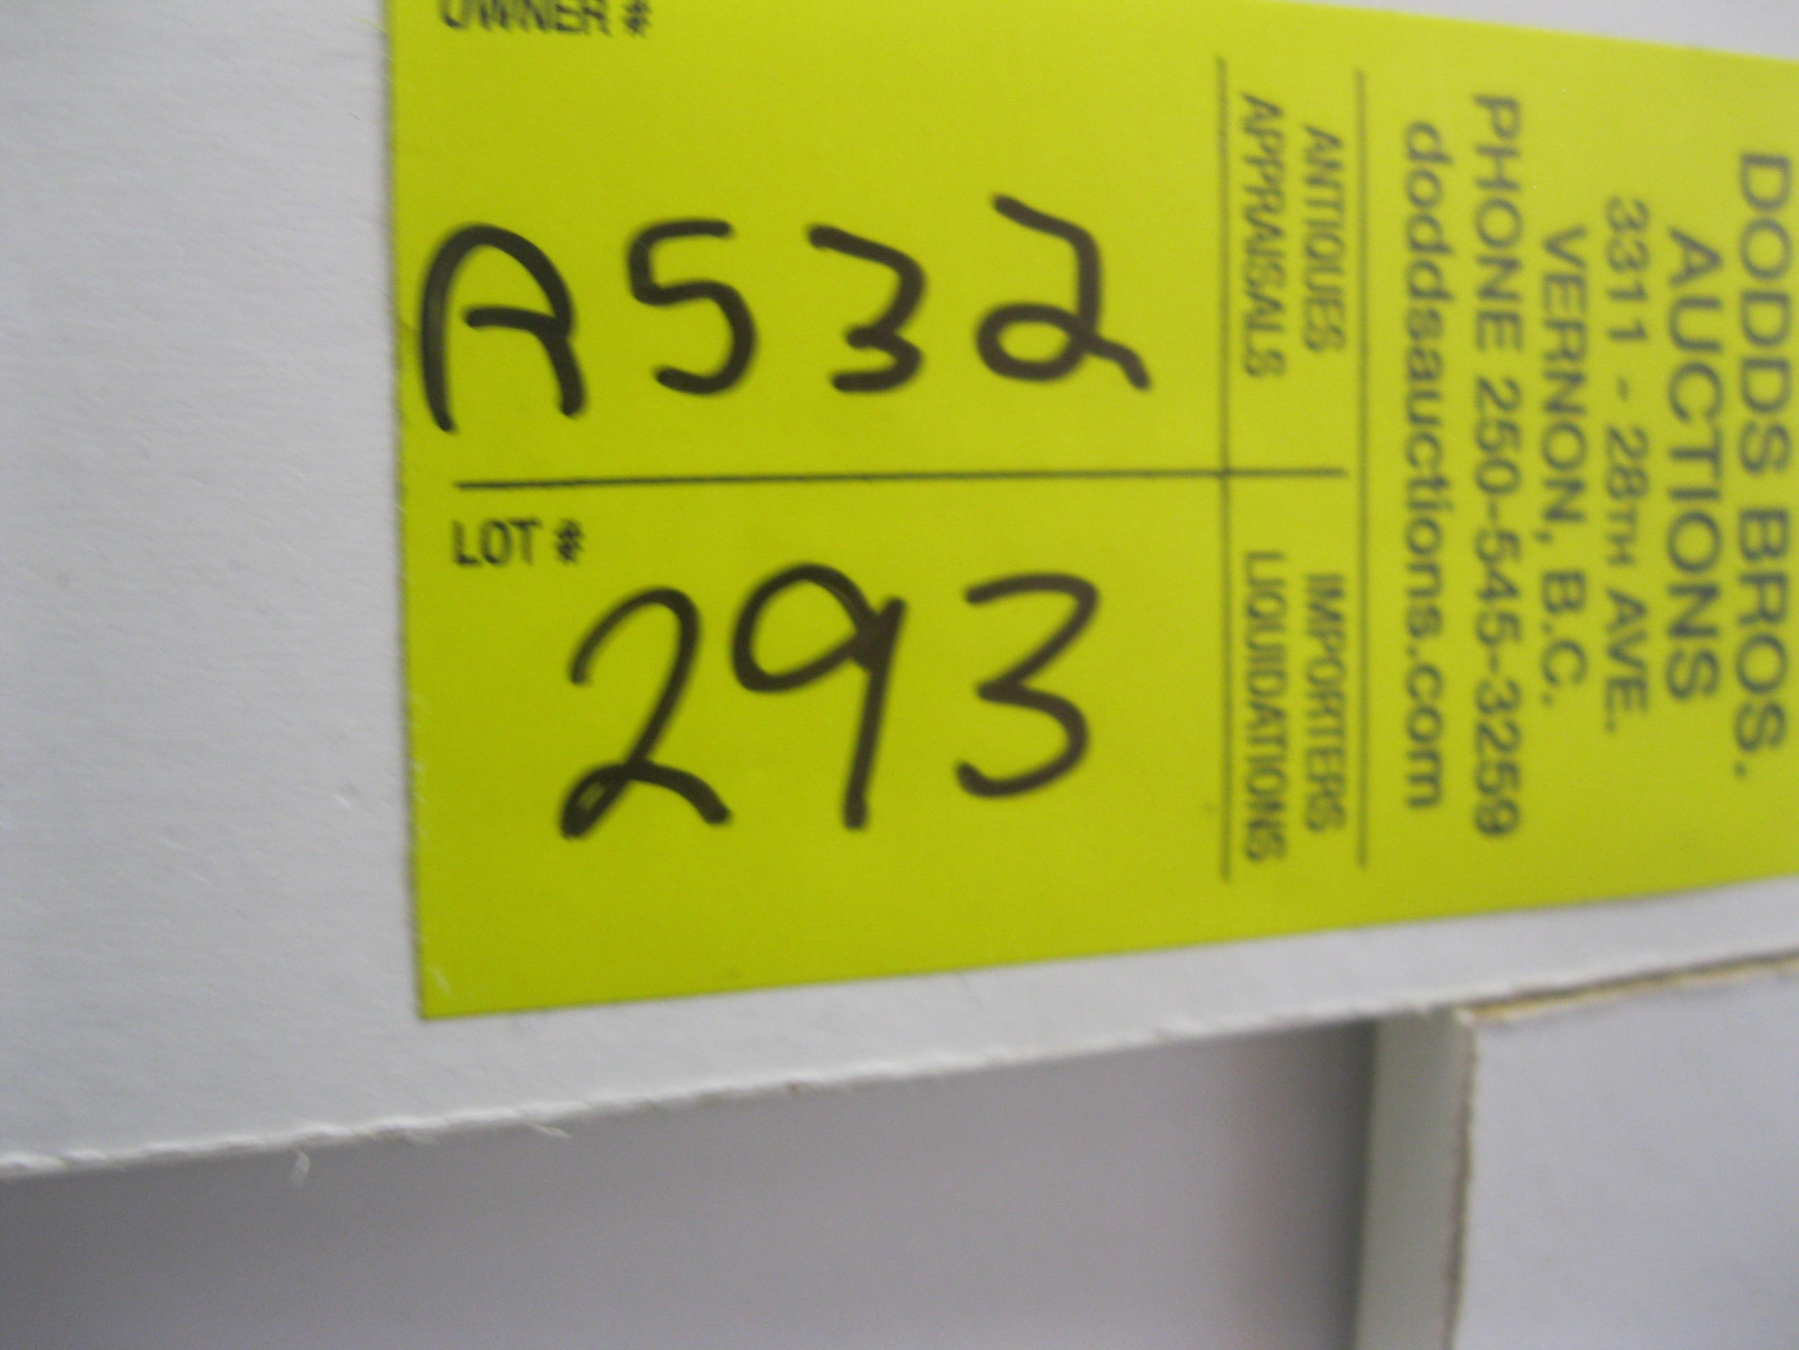 DODDS BROS.
AUCTIONS
3311 - 28TH AVE.
VERNON, B.C.
PHONE 250-545-3259
doddsauctions.com
ANTIQUES IMPORTERS
APPRAISALS LIQUIDATIONS
OWNER #
A532
LOT #
293